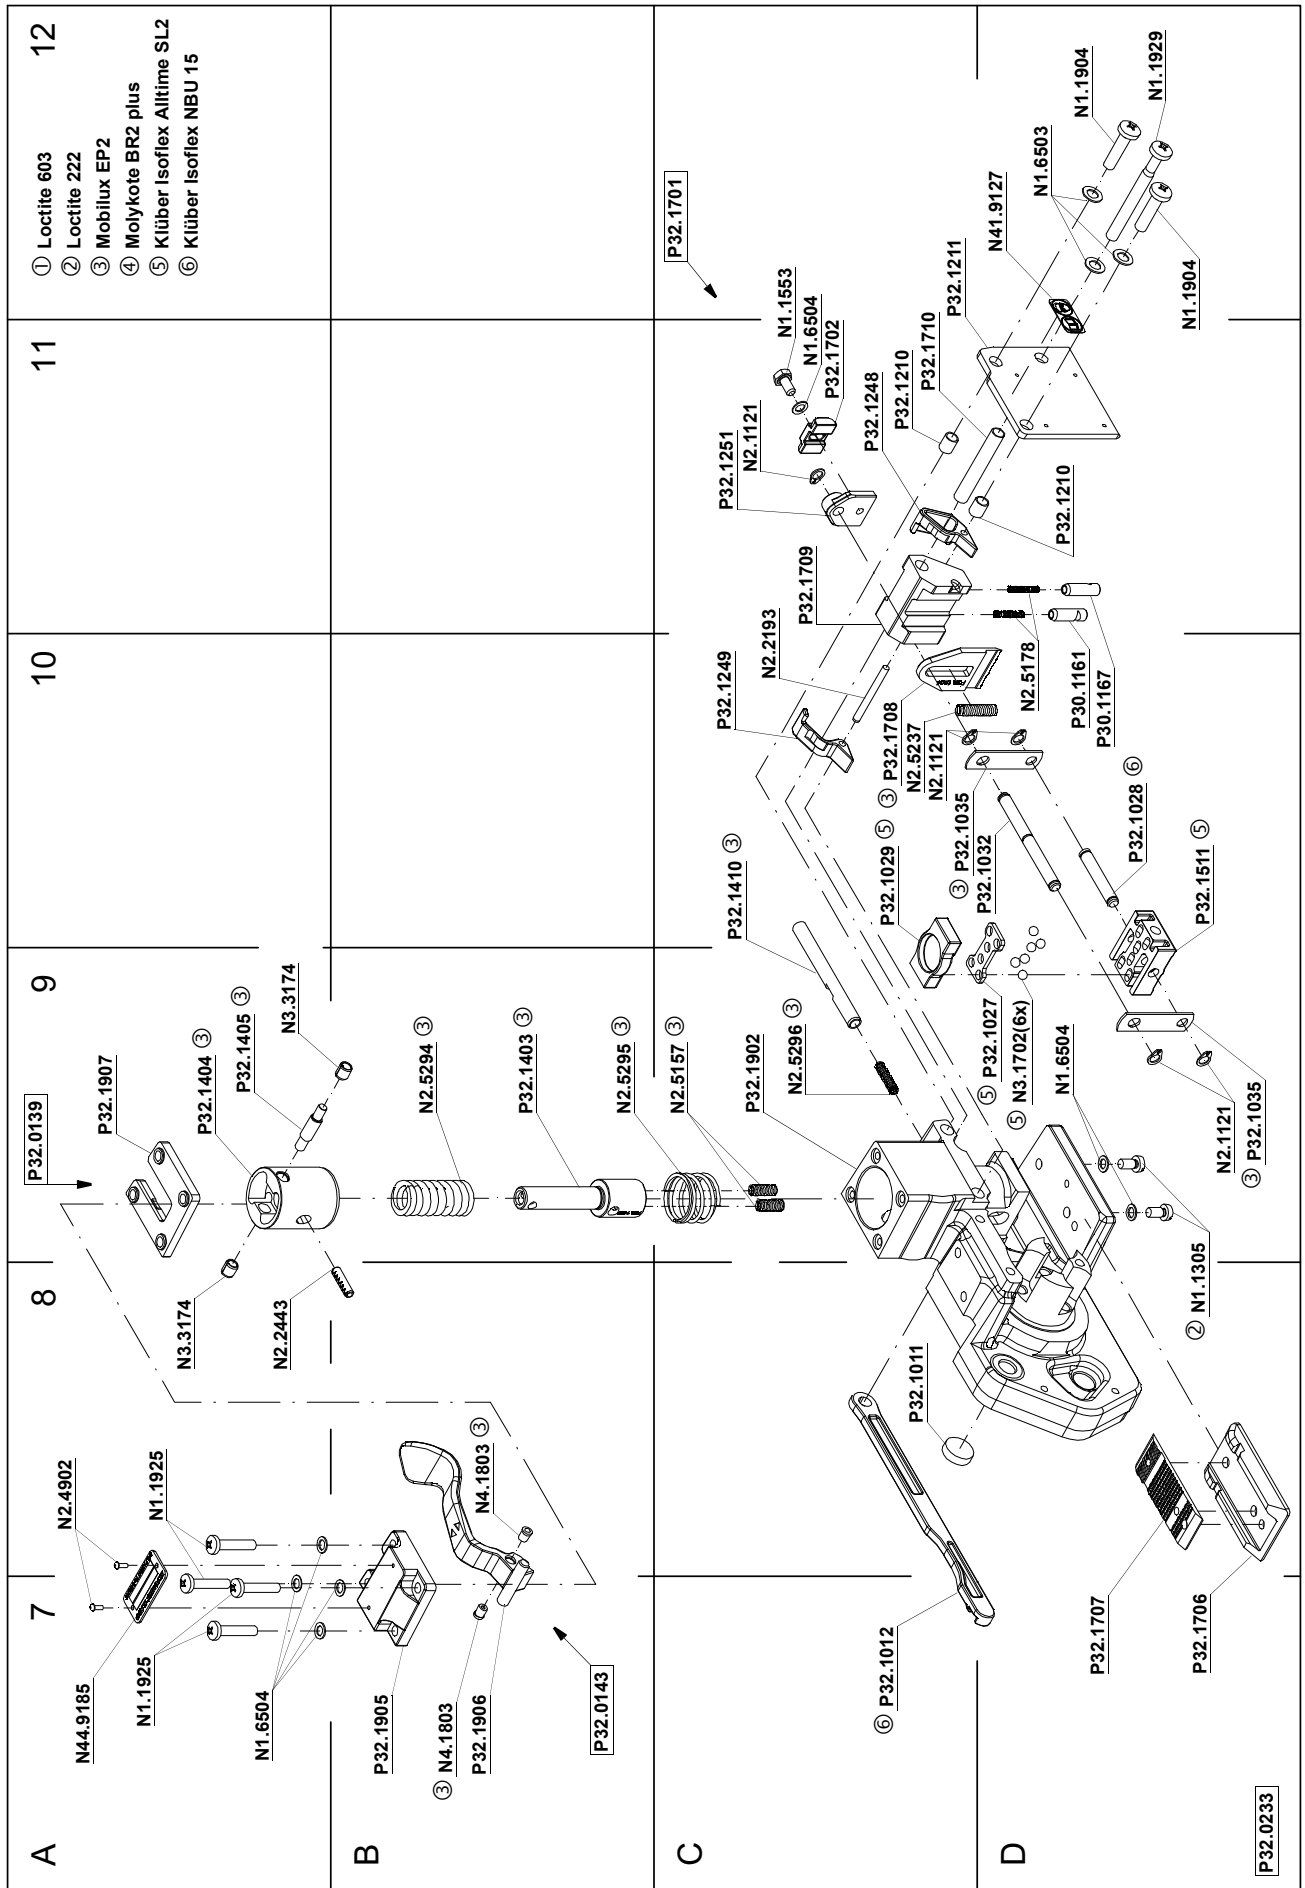 12
① Loctite 603
② Loctite 222
③ Mobilux EP2
④ Molykote BR2 plus
⑤ Klüber Isoflex Alltime SL2
⑥ Klüber Isoflex NBU 15
11
10
9
8
7
A
B
C
D
P32.0139
P32.1907
P32.1404 ③
P32.1405 ③
N3.3174
N3.3174
N2.2443
N2.5294 ③
P32.1403 ③
N2.5295 ③
N2.5157 ③
P32.1902
N2.5296 ③
P32.1410 ③
N2.4902
N1.1925
N44.9185
N1.1925
N1.6504
P32.1905
③ N4.1803
P32.1906
N4.1803 ③
P32.0143
P32.1701
N1.1553
N1.6504
P32.1702
P32.1251
N2.1121
P32.1248
P32.1210
P32.1710
P32.1211
N41.9127
N1.6503
N1.1904
N1.1929
N1.1904
P32.1210
P32.1709
N2.2193
P32.1249
③ P32.1708
N2.5237
N2.1121
③ P32.1035
P32.1032
P32.1029 ⑤
N2.5178
P30.1161
P30.1167
P32.1028 ⑥
P32.1511 ⑤
⑤ P32.1027
⑤ N3.1702(6x)
N1.6504
N2.1121
③ P32.1035
② N1.1305
P32.1011
⑥ P32.1012
P32.1707
P32.1706
P32.0233